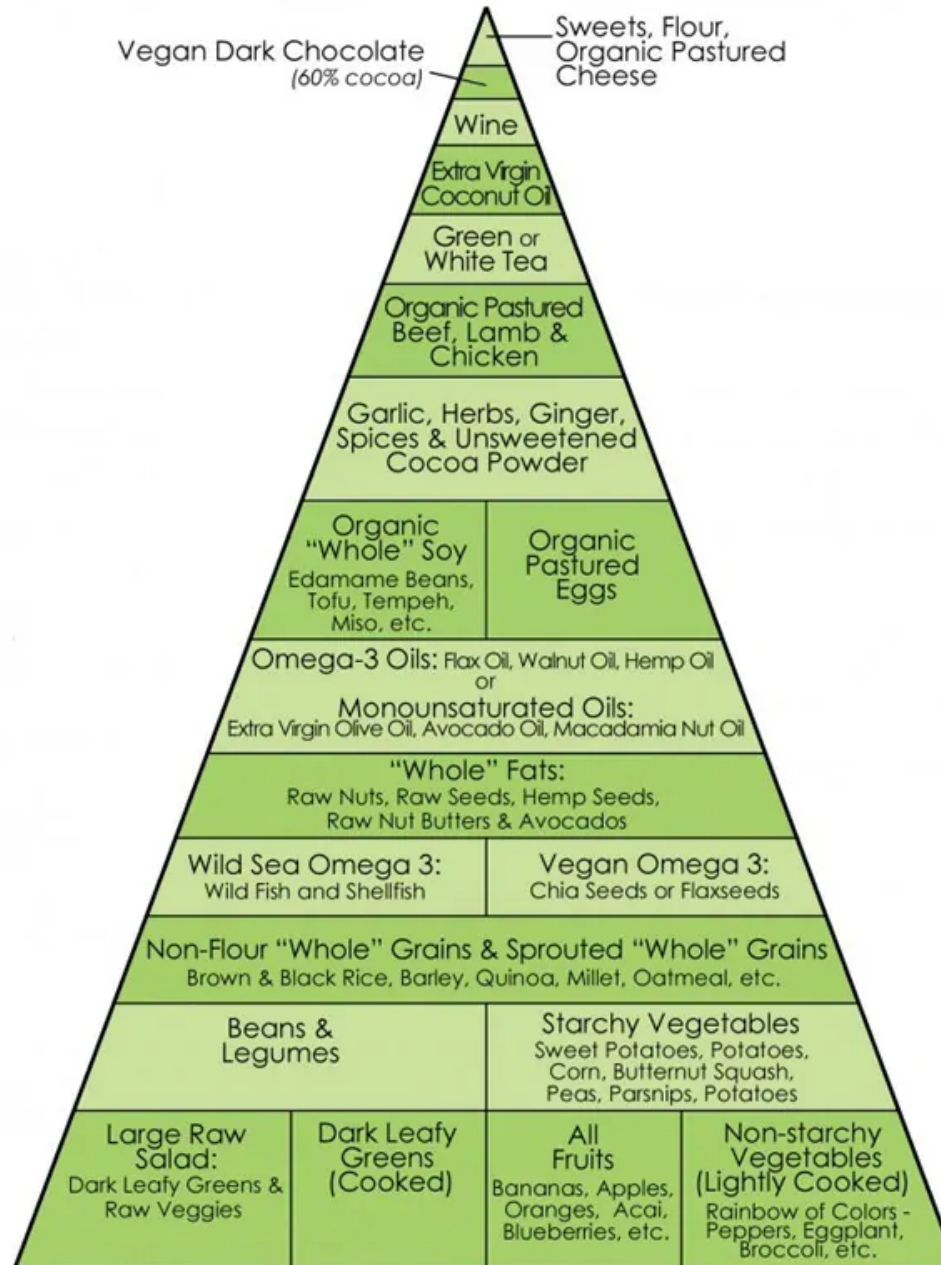 Sweets, Flour,
Organic Pastured
Cheese
Vegan Dark Chocolate
(60% cocoa)
Wine
Extra Virgin
Coconut Oil
Green or
White Tea
Organic Pastured
Beef, Lamb &
Chicken
Garlic, Herbs, Ginger,
Spices & Unsweetened
Cocoa Powder
Organic
“Whole” Soy
Edamame Beans,
Tofu, Tempeh,
Miso, etc.
Organic
Pastured
Eggs
Omega-3 Oils: Flax Oil, Walnut Oil, Hemp Oil
or
Monounsaturated Oils:
Extra Virgin Olive Oil, Avocado Oil, Macadamia Nut Oil
“Whole” Fats:
Raw Nuts, Raw Seeds, Hemp Seeds,
Raw Nut Butters & Avocados
Wild Sea Omega 3:
Wild Fish and Shellfish
Vegan Omega 3:
Chia Seeds or Flaxseeds
Non-Flour “Whole” Grains & Sprouted “Whole” Grains
Brown & Black Rice, Barley, Quinoa, Millet, Oatmeal, etc.
Beans &
Legumes
Starchy Vegetables
Sweet Potatoes, Potatoes,
Corn, Butternut Squash,
Peas, Parsnips, Potatoes
Large Raw
Salad:
Dark Leafy Greens &
Raw Veggies
Dark Leafy
Greens
(Cooked)
All
Fruits
Bananas, Apples,
Oranges, Acai,
Blueberries, etc.
Non-starchy
Vegetables
(Lightly Cooked)
Rainbow of Colors -
Peppers, Eggplant,
Broccoli, etc.